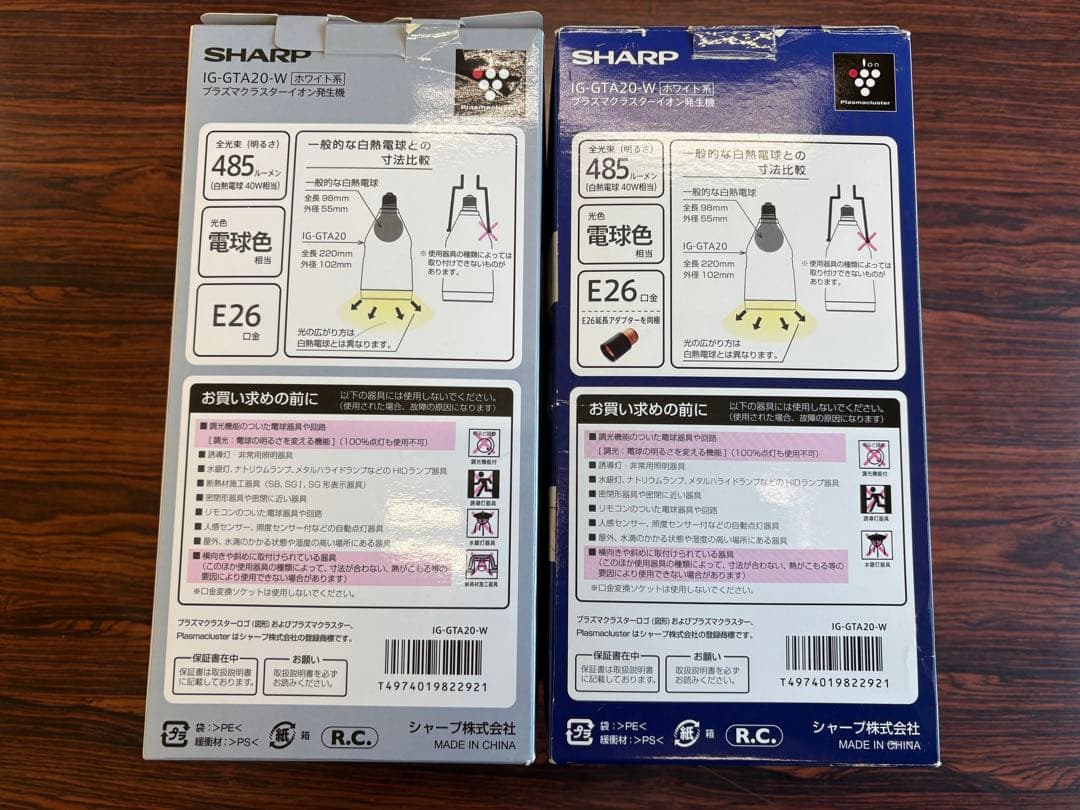 SHARP
IG-GTA20-W ホワイト系
プラズマクラスターイオン発生機
Plasmacluster
全光束(明るさ)
485ルーメン
(白熱電球 40W相当)
光色
電球色
相当
E26
口金
一般的な白熱電球との
寸法比較
一般的な白熱電球
全長 98mm
外径 55mm
IG-GTA20
全長 220mm
外径 102mm
※使用器具の種類によっては
取り付けできないものが
あります。
光の広がり方は
白熱電球とは異なります。
お買い求めの前に
以下の器具には使用しないでください。
(使用された場合、故障の原因になります)
■調光機能のついた電球器具や回路
[調光:電球の明るさを変える機能](100%点灯も使用不可)
■誘導灯・非常用照明器具
■水銀灯、ナトリウムランプ、メタルハライドランプなどのHIDランプ器具
■断熱材施工器具(SB、SGI、SG形表示器具)
■密閉形器具や密閉に近い器具
■リモコンのついた電球器具や回路
■人感センサー、照度センサー付などの自動点灯器具
■屋外、水滴のかかる状態や湿度の高い場所にある器具
■横向きや斜めに取付けられている器具
(このほか使用器具の種類によって、寸法が合わない、熱がこもる等の
要因により使用できない場合があります)
※口金変換ソケットは使用しないでください。
調光機能付
誘導灯器具
水銀灯器具
断熱材施工器具
プラズマクラスターロゴ(図形)およびプラズマクラスター、
Plasmacluster はシャープ株式会社の登録商標です。
IG-GTA20-W
保証書在中
保証書は取扱説明書
に記載しております。
お願い
取扱説明書を必ず
お読みください。
T4974019822921
プラ
袋:>PE<
緩衝材:>PS<
紙
箱
R.C.
シャープ株式会社
MADE IN CHINA
SHARP
IG-GTA20-W ホワイト系
プラズマクラスターイオン発生機
Ion
Plasmacluster
全光束(明るさ)
485ルーメン
(白熱電球 40W相当)
光色
電球色
相当
E26口金
E26延長アダプターを同梱
一般的な白熱電球との
寸法比較
一般的な白熱電球
全長 98mm
外径 55mm
IG-GTA20
全長 220mm
外径 102mm
※使用器具の種類によっては
取り付けできないものが
あります。
光の広がり方は
白熱電球とは異なります。
お買い求めの前に
以下の器具には使用しないでください。
(使用された場合、故障の原因になります)
■調光機能のついた電球器具や回路
[調光:電球の明るさを変える機能](100%点灯も使用不可)
■誘導灯・非常用照明器具
■水銀灯、ナトリウムランプ、メタルハライドランプなどのHIDランプ器具
■密閉形器具や密閉に近い器具
■リモコンのついた電球器具や回路
■人感センサー、照度センサー付などの自動点灯器具
■屋外、水滴のかかる状態や湿度の高い場所にある器具
■横向きや斜めに取付けられている器具
(このほか使用器具の種類によって、寸法が合わない、熱がこもる等の
要因により使用できない場合があります)
※口金変換ソケットは使用しないでください。
調光機能付
誘導灯器具
水銀灯器具
プラズマクラスターロゴ(図形)およびプラズマクラスター、
Plasmacluster はシャープ株式会社の登録商標です。
IG-GTA20-W
保証書在中
保証書は取扱説明書
に記載しております。
お願い
取扱説明書を必ず
お読みください。
T4974019822921
プラ
袋:>PE<
緩衝材:>PS<
紙
箱
R.C.
シャープ株式会社
MADE IN CHINA